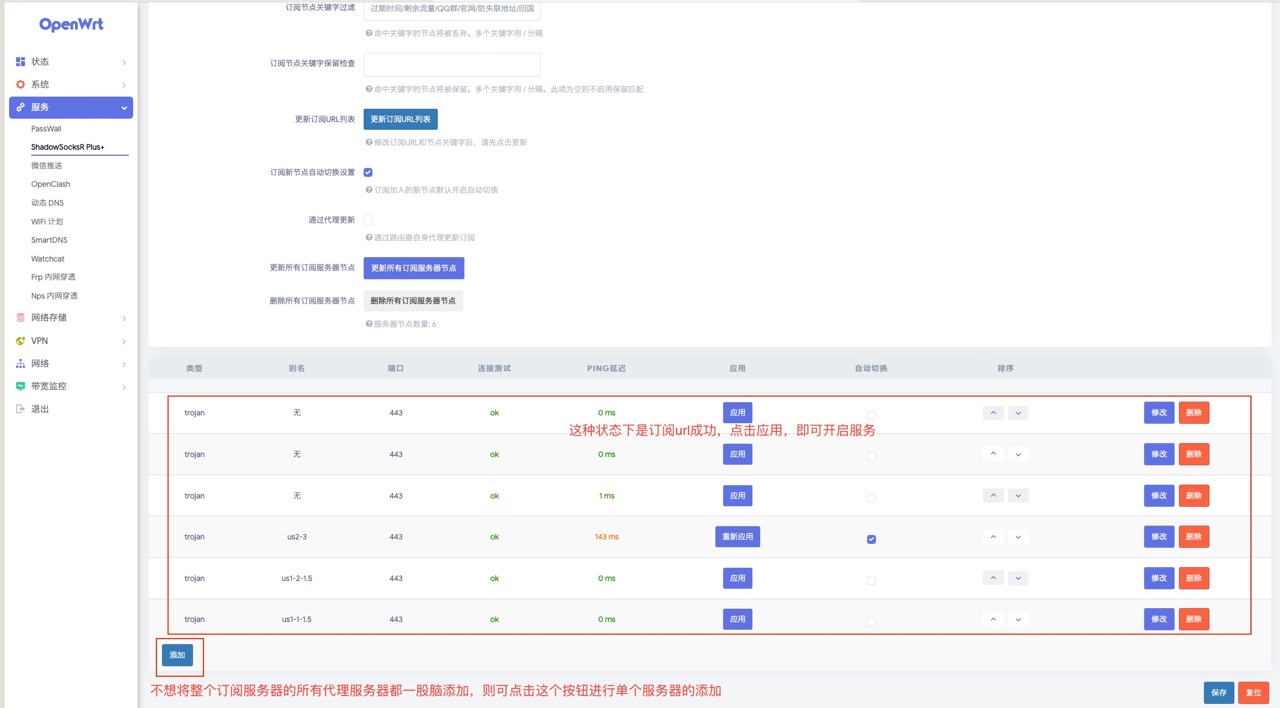 OpenWrt
状态
系统
服务
PassWall
ShadowSocksR Plus+
微信推送
OpenClash
动态 DNS
WiFi 计划
SmartDNS
Watchcat
Frp 内网穿透
Nps 内网穿透
网络存储
VPN
网络
带宽监控
退出
订阅节点关键字过滤 过期时间/剩余流量/QQ群/官网/防失联地址/回国
命中关键字的节点将被丢弃。多个关键字用 / 分隔
订阅节点关键字保留检查
命中关键字的节点将被保留。多个关键字用 / 分隔。此项为空则不启用保留匹配
更新订阅URL列表 更新订阅URL列表
修改订阅URL和节点关键字后，请先点击更新
订阅新节点自动切换设置
订阅加入的新节点默认开启自动切换
通过代理更新
通过路由器自身代理更新订阅
更新所有订阅服务器节点 更新所有订阅服务器节点
删除所有订阅服务器节点 删除所有订阅服务器节点
服务器节点数量: 6
类型 别名 端口 连接测试 PING延迟 应用 自动切换 排序
trojan 无 443 ok 0 ms 应用 修改 删除
这种状态下是订阅url成功，点击应用，即可开启服务
trojan 无 443 ok 0 ms 应用 修改 删除
trojan 无 443 ok 1 ms 应用 修改 删除
trojan us2-3 443 ok 143 ms 重新应用 修改 删除
trojan us1-2-1.5 443 ok 0 ms 应用 修改 删除
trojan us1-1-1.5 443 ok 0 ms 应用 修改 删除
添加
不想将整个订阅服务器的所有代理服务器都一股脑添加，则可点击这个按钮进行单个服务器的添加
保存 复位